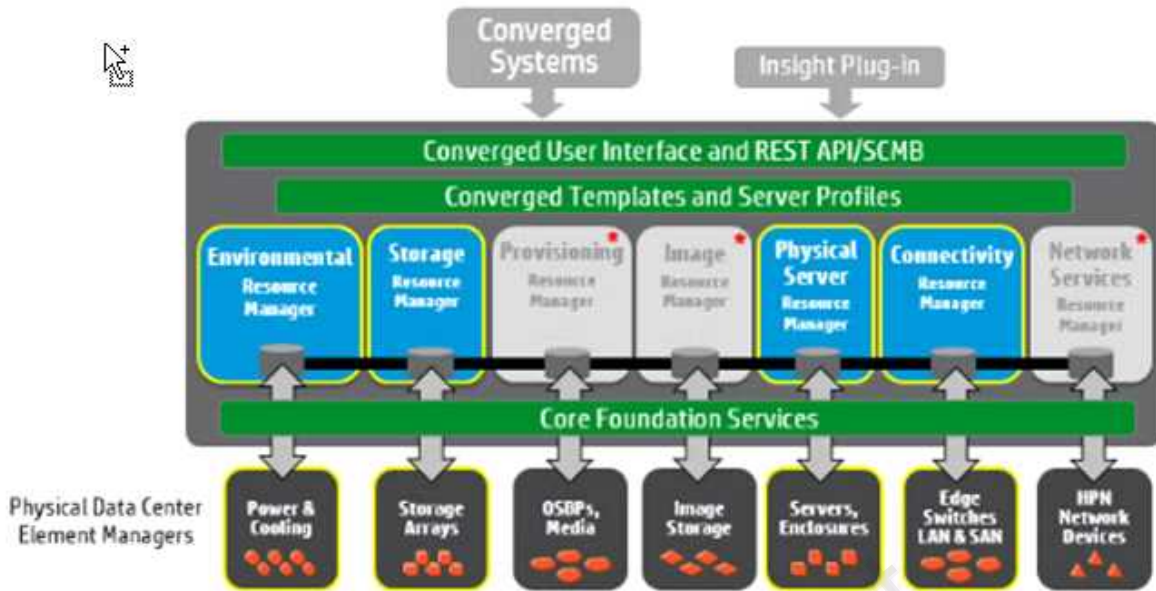 Converged
Systems
Insight Plug-in
Converged User Interface and REST API/SCMB
Converged Templates and Server Profiles
Environmental
Resource
Manager
Storage
Resource
Manager
Provisioning
Resource
Manager
Image
Resource
Manager
Physical
Server
Resource
Manager
Connectivity
Resource
Manager
Network
Services
Resource
Manager
Core Foundation Services
Physical Data Center
Element Managers
Power &
Cooling
Storage
Arrays
OSBPs,
Media
Image
Storage
Servers,
Enclosures
Edge
Switches
LAN & SAN
HPN
Network
Devices